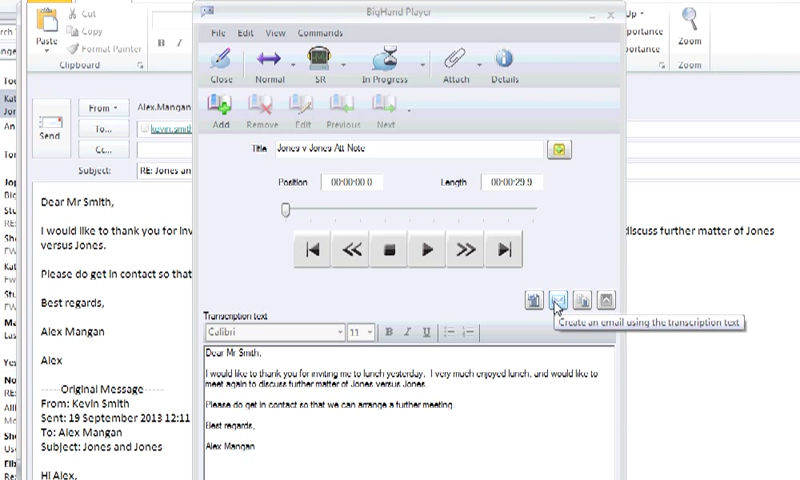 BigHand Player
File Edit View Commands
Cut
Copy
Format Painter
Paste
Clipboard
B I
Up
portance
portance
Zoom
Zoom
Close Normal SR In Progress Attach Details
Add Remove Edit Previous Next
From Alex.Mangan
To... kevin.smit
Cc...
Send
Subject: RE: Jones an
Title Jones v Jones Att Note
Position 00:00:00.0 Length 00:00:29.9
Dear Mr Smith,
I would like to thank you for inv
discuss further matter of Jones
versus Jones.
Please do get in contact so that
Best regards,
Alex Mangan
Alex
-----Original Message-----
From: Kevin Smith
Sent: 19 September 2013 12:11
To: Alex Mangan
Subject: Jones and Jones
Hi Alex,
Create an email using the transcription text
Transcription text
Calibri 11 B I U
Dear Mr Smith,
I would like to thank you for inviting me to lunch yesterday. I very much enjoyed lunch, and would like to
meet again to discuss further matter of Jones versus Jones.
Please do get in contact so that we can arrange a further meeting.
Best regards,
Alex Mangan